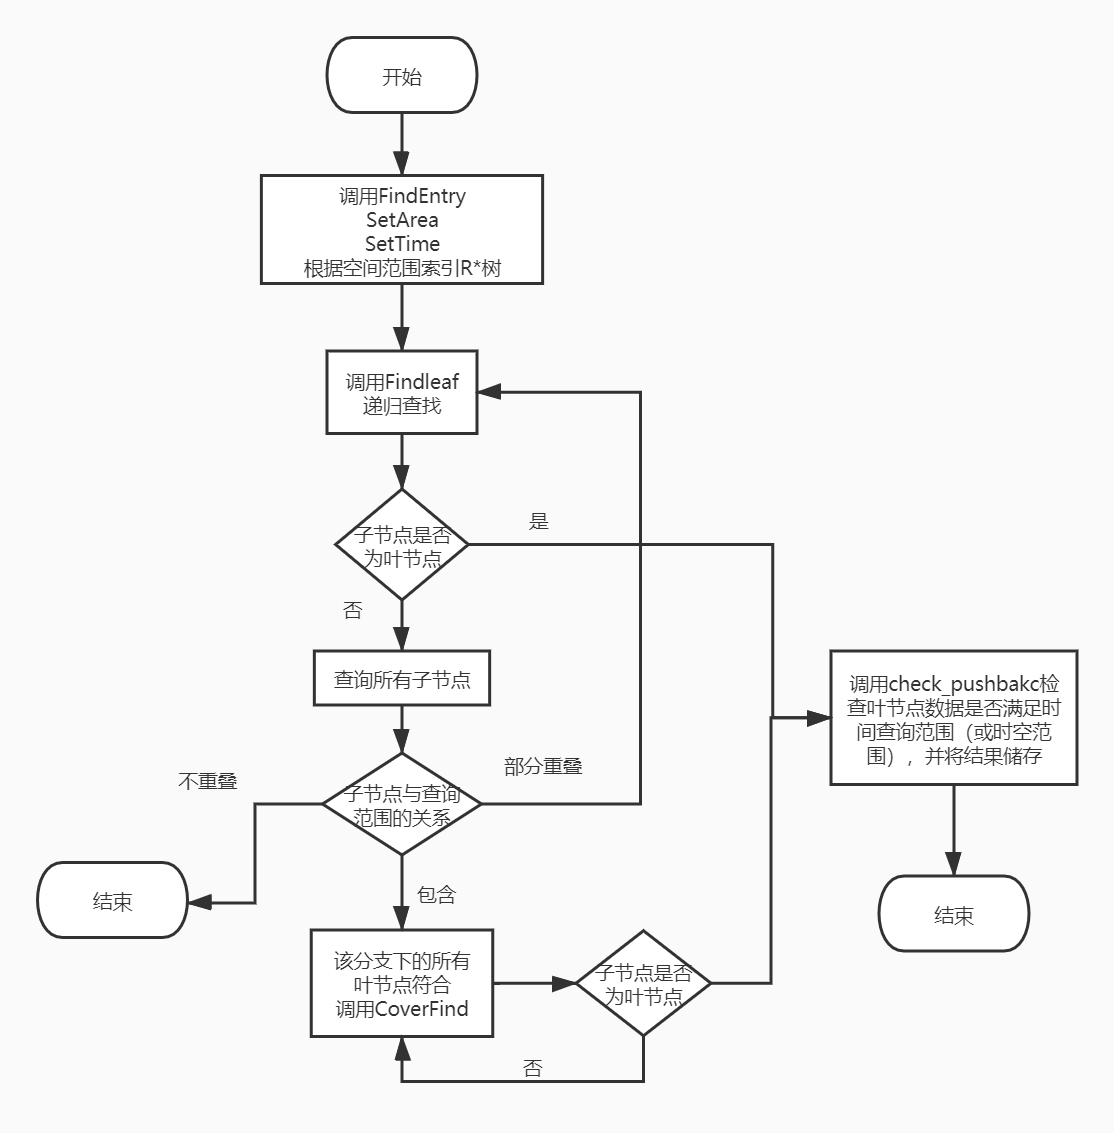 开始
调用FindEntry
SetArea
SetTime
根据空间范围索引R*树
调用Findleaf
递归查找
子节点是否
为叶节点
是
否
查询所有子节点
调用check_pushbakc检
查叶节点数据是否满足时
间查询范围（或时空范
围），并将结果储存
不重叠
部分重叠
子节点与查询
范围的关系
结束
包含
结束
该分支下的所有
叶节点符合
调用CoverFind
子节点是否
为叶节点
否